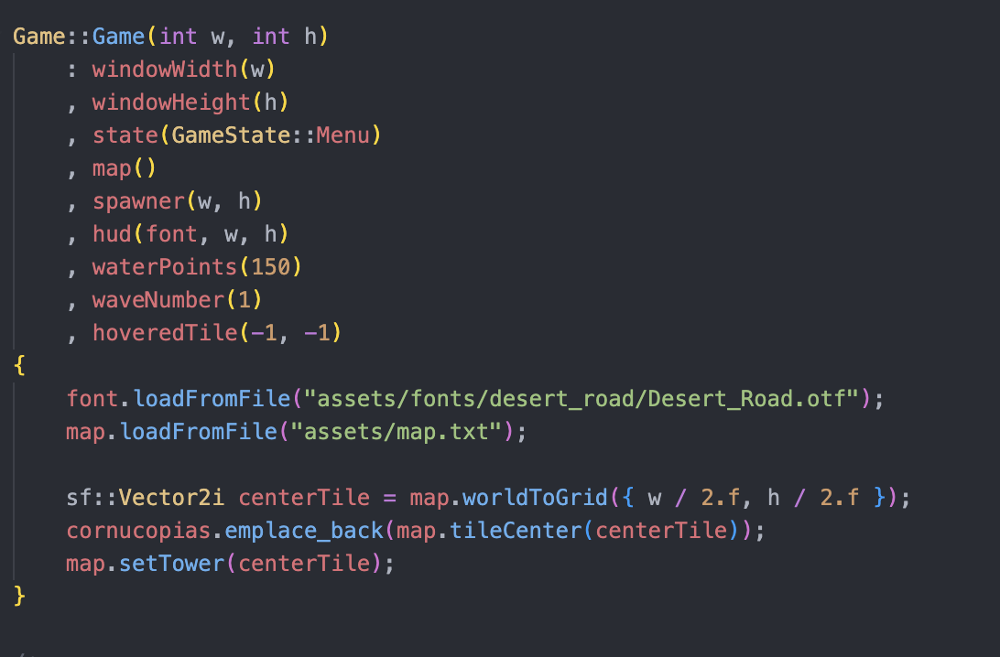 Game::Game(int w, int h)
    : windowWidth(w)
    , windowHeight(h)
    , state(GameState::Menu)
    , map()
    , spawner(w, h)
    , hud(font, w, h)
    , waterPoints(150)
    , waveNumber(1)
    , hoveredTile(-1, -1)
{
    font.loadFromFile("assets/fonts/desert_road/Desert_Road.otf");
    map.loadFromFile("assets/map.txt");

    sf::Vector2i centerTile = map.worldToGrid({ w / 2.f, h / 2.f });
    cornucopias.emplace_back(map.tileCenter(centerTile));
    map.setTower(centerTile);
}